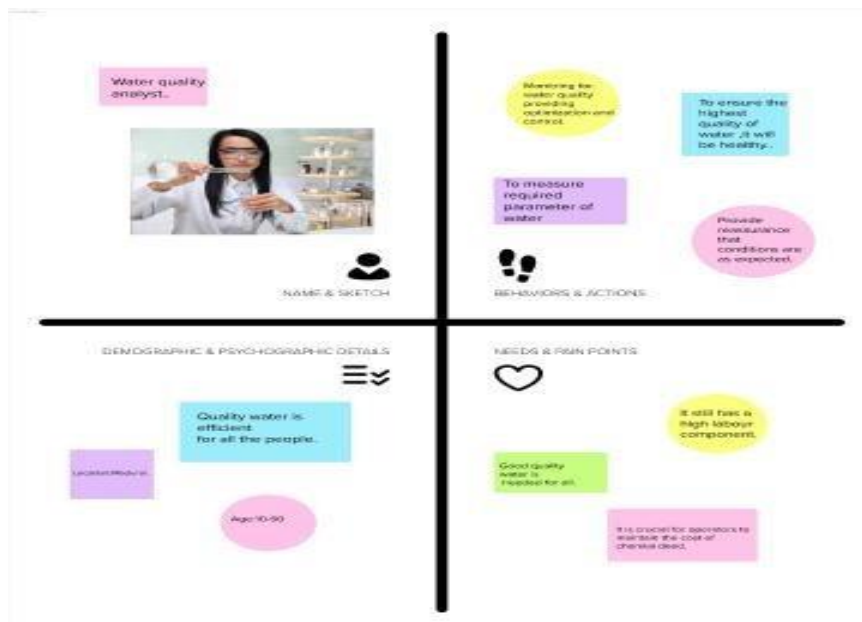 Water quality
analyst..
NAME & SKETCH
Monitring for
water quality
providing
optimization and
control.
To ensure the
highest
quality of
water ,it will
be healthy..
To measure
required
parameter of
water
Provide
reassurance
that
conditions are
as expected.
BEHAVIORS & ACTIONS
DEMOGRAPHIC & PSYCHOGRAPHIC DETAILS
Quality water is
efficient
for all the people.
Age:10-90
NEEDS & PAIN POINTS
It still has a
high labour
component.
Good quality
water is
needed for all.
It is crucial for operators to
maintain the cost of
chemical